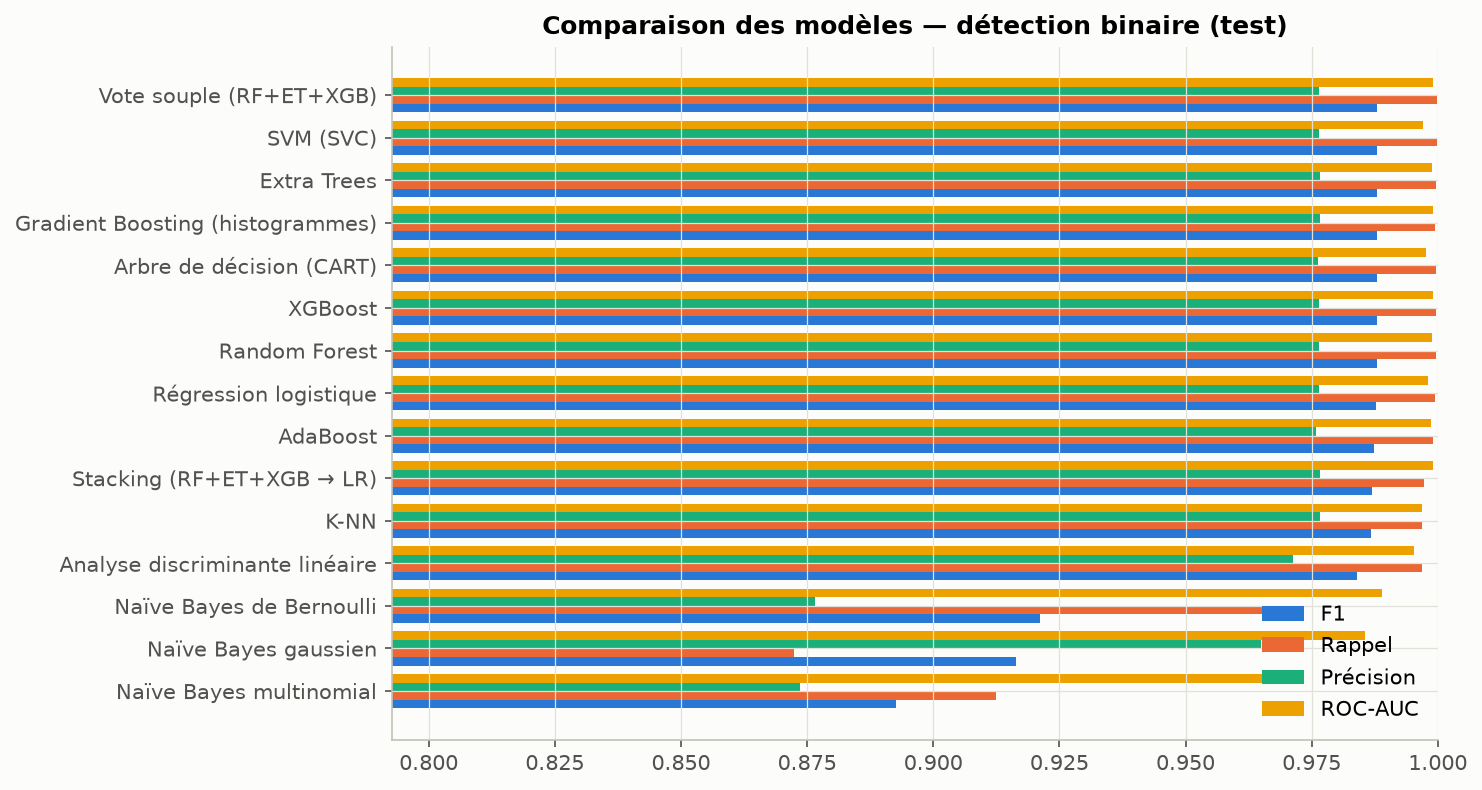 Comparaison des modèles — détection binaire (test)
Vote souple (RF+ET+XGB)
SVM (SVC)
Extra Trees
Gradient Boosting (histogrammes)
Arbre de décision (CART)
XGBoost
Random Forest
Régression logistique
AdaBoost
Stacking (RF+ET+XGB → LR)
K-NN
Analyse discriminante linéaire
Naïve Bayes de Bernoulli
Naïve Bayes gaussien
Naïve Bayes multinomial
F1
Rappel
Précision
ROC-AUC
0.800 0.825 0.850 0.875 0.900 0.925 0.950 0.975 1.000